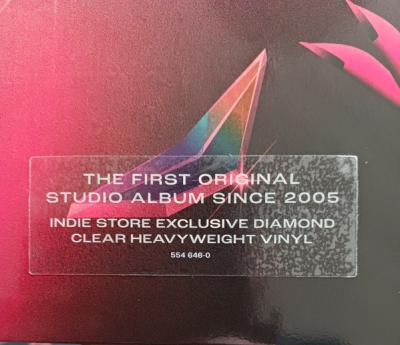 THE FIRST ORIGINAL
STUDIO ALBUM SINCE 2005
INDIE STORE EXCLUSIVE DIAMOND
CLEAR HEAVYWEIGHT VINYL
554 646-0